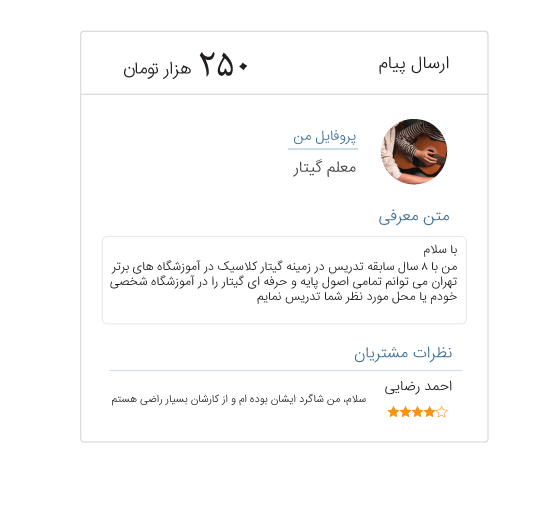 ارسال پیام
۲۵۰ هزار تومان
پروفایل من
معلم گیتار
متن معرفی
با سلام
من با ۸ سال سابقه تدریس در زمینه گیتار کلاسیک در آموزشگاه های برتر
تهران می توانم تمامی اصول پایه و حرفه ای گیتار را در آموزشگاه شخصی
خودم یا محل مورد نظر شما تدریس نمایم
نظرات مشتریان
احمد رضایی
سلام، من شاگرد ایشان بوده ام و از کارشان بسیار راضی هستم